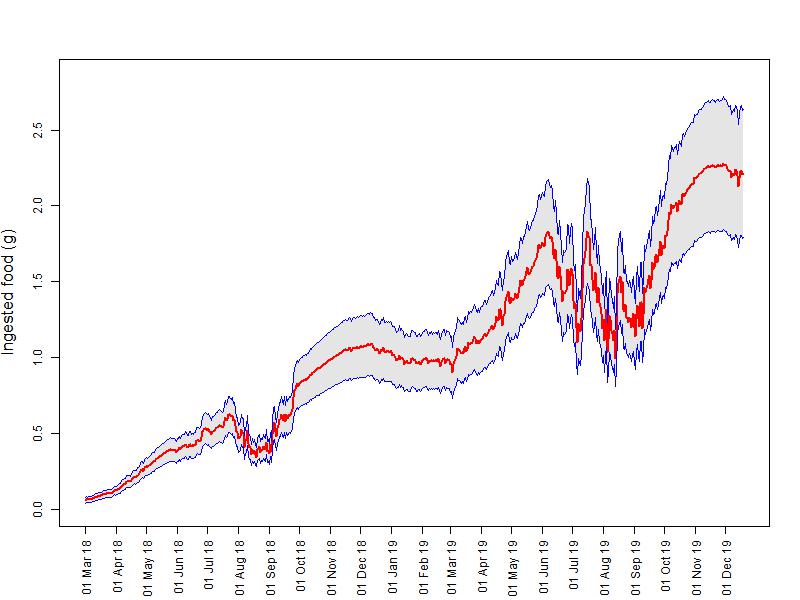 Ingested food (g)
2.5
2.0
1.5
1.0
0.5
0.0
01 Mar 18
01 Apr 18
01 May 18
01 Jun 18
01 Jul 18
01 Aug 18
01 Sep 18
01 Oct 18
01 Nov 18
01 Dec 18
01 Jan 19
01 Feb 19
01 Mar 19
01 Apr 19
01 May 19
01 Jun 19
01 Jul 19
01 Aug 19
01 Sep 19
01 Oct 19
01 Nov 19
01 Dec 19